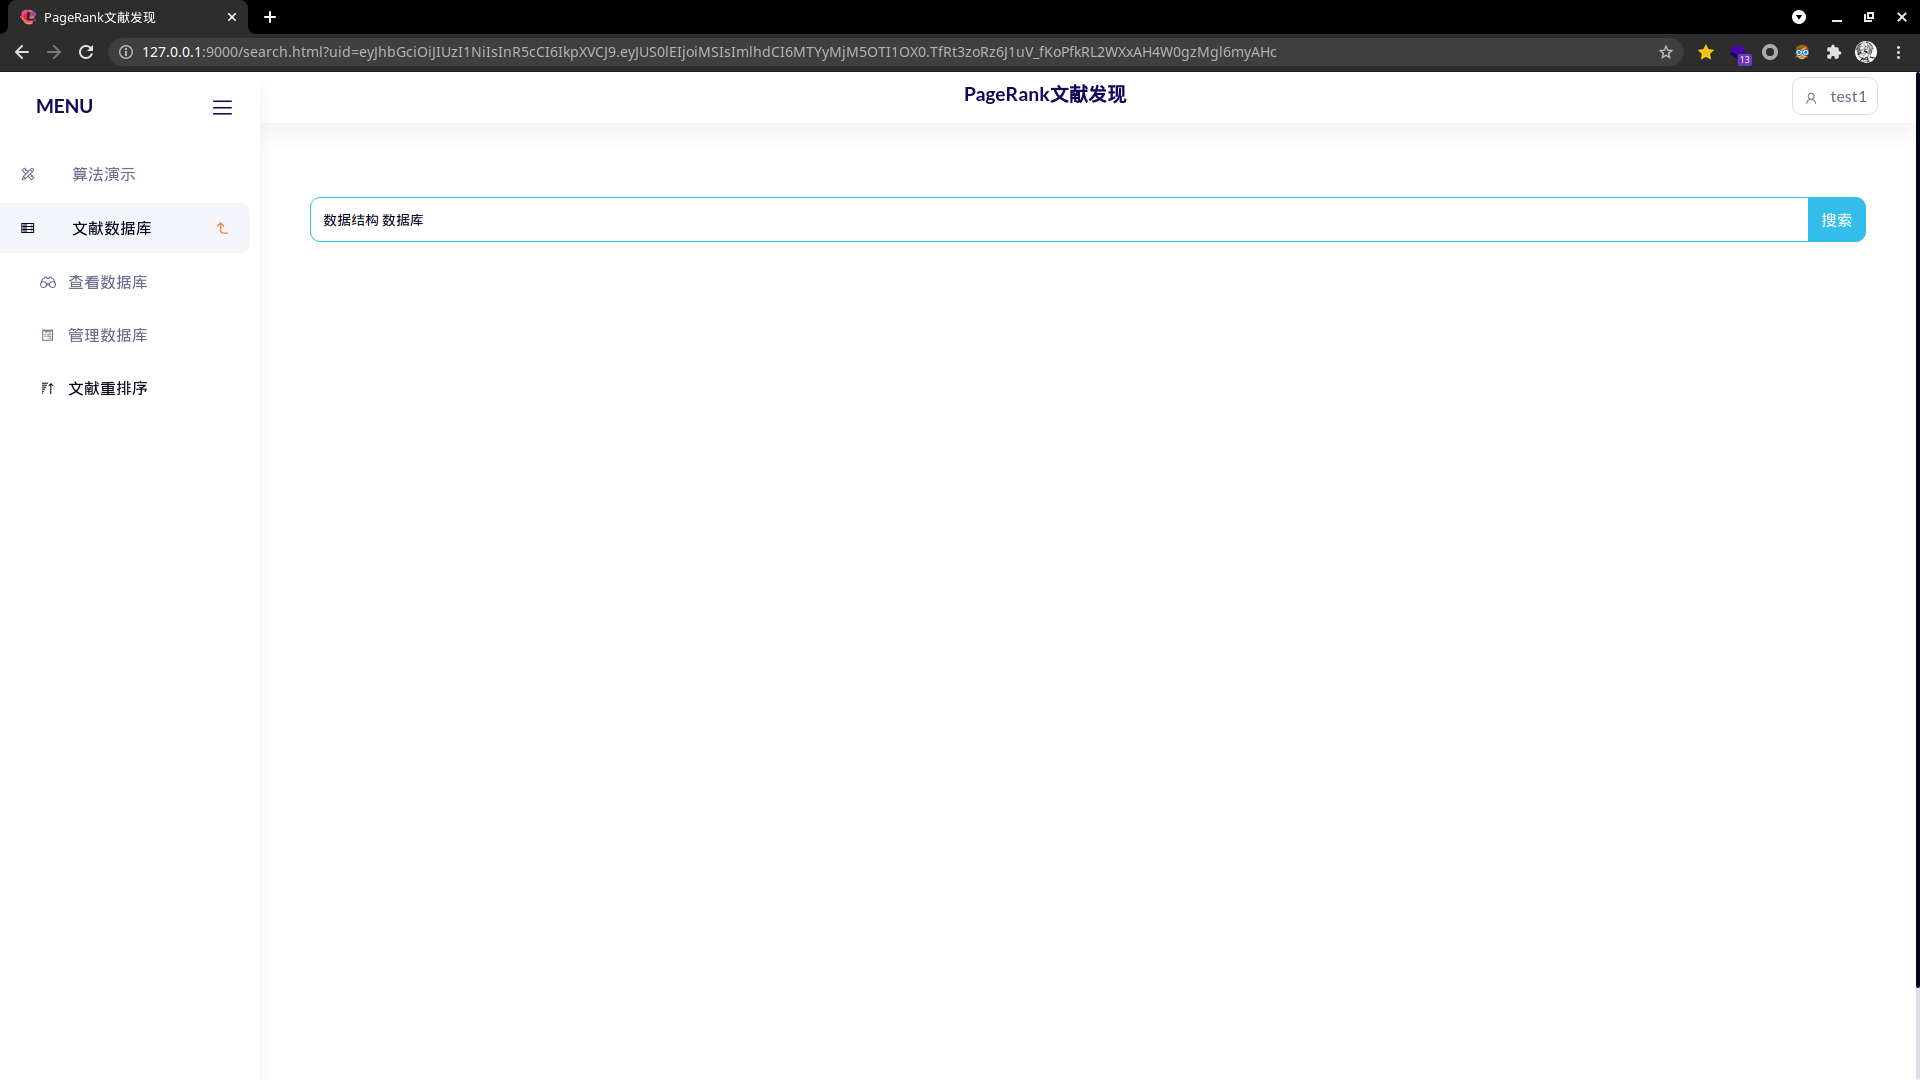 PageRank文献发现
127.0.0.1:9000/search.html?uid=eyJhbGciOiJIUzI1NiIsInR5cCI6IkpXVCJ9.eyJUS0lEIjoiMSIsImlhdCI6MTYyMjM5OTI1OX0.TfRt3zoRz6J1uV_fKoPfkRL2WXxAH4W0gzMgl6myAHc
13
MENU
PageRank文献发现
test1
算法演示
文献数据库
查看数据库
管理数据库
文献重排序
数据结构 数据库
搜索